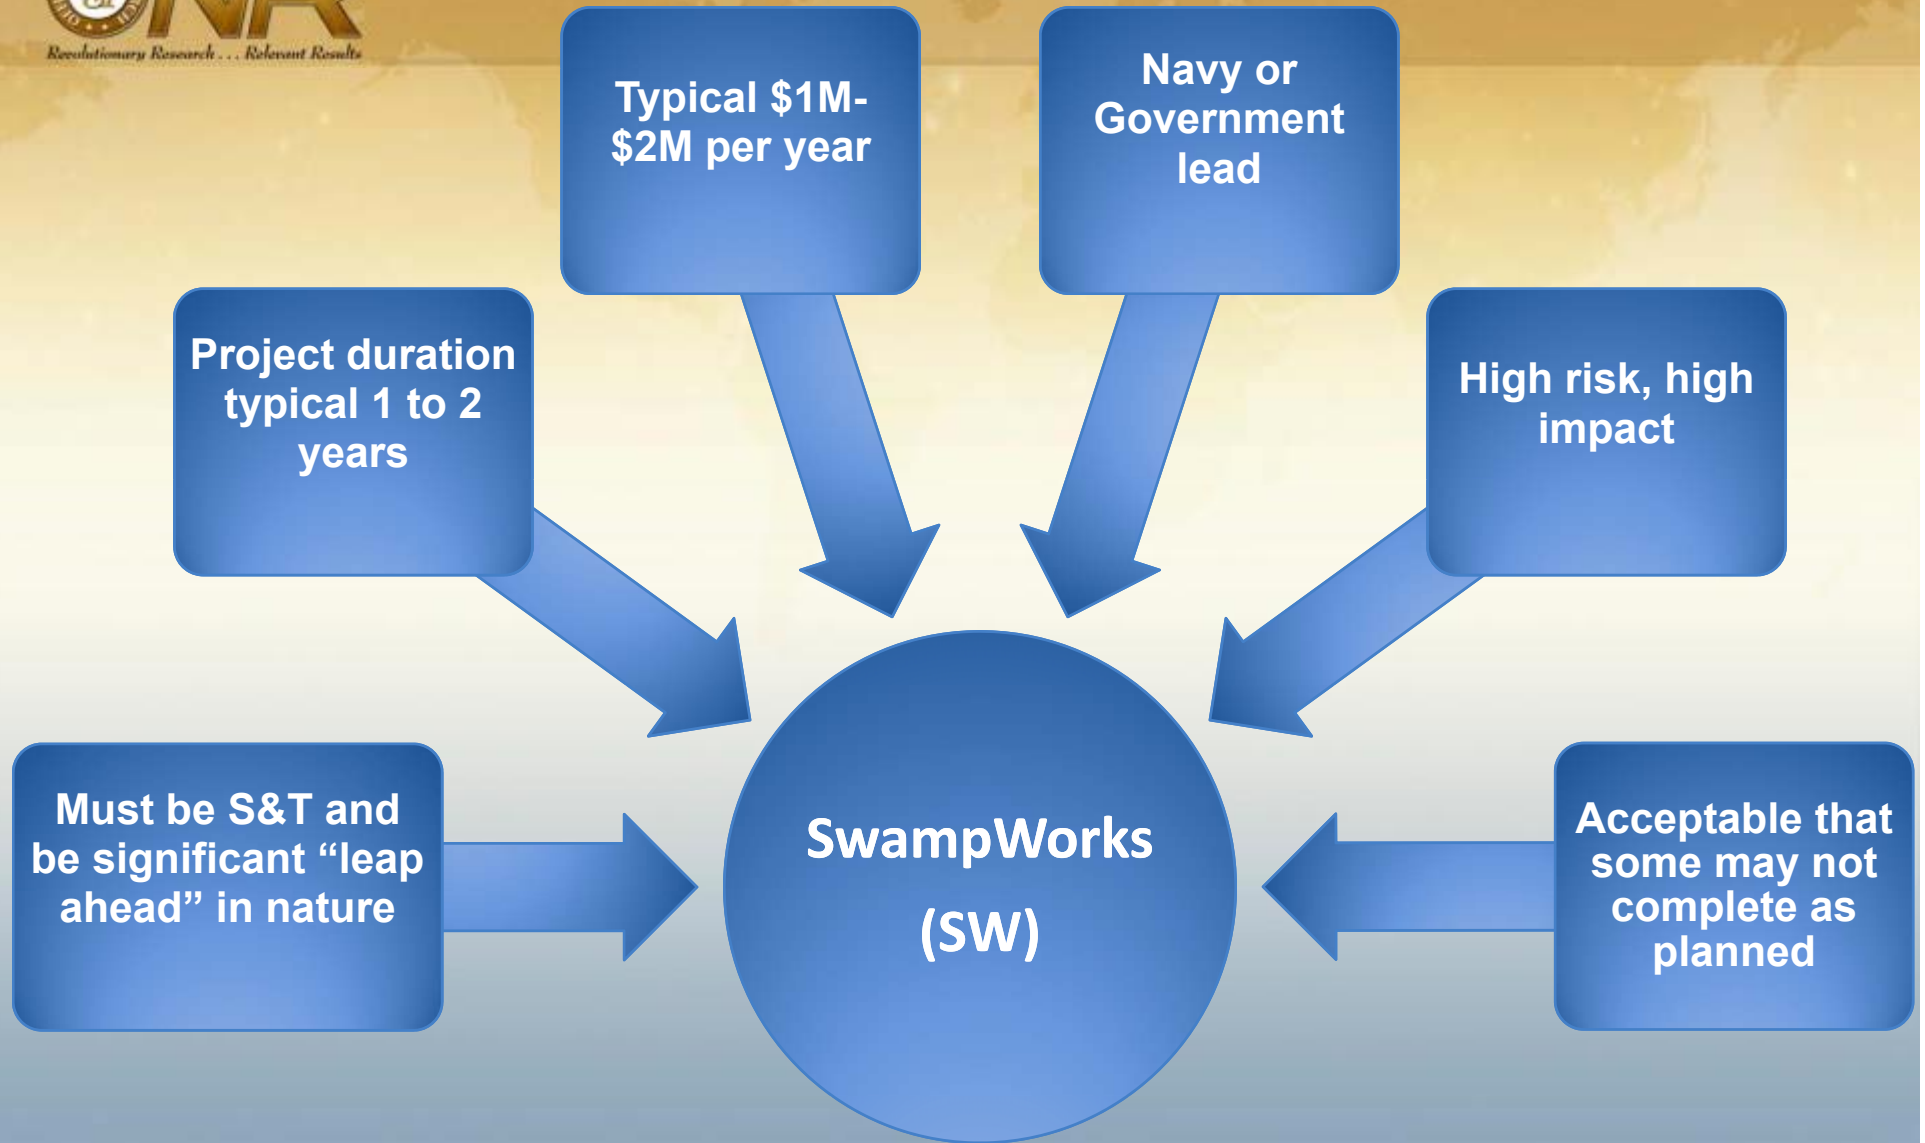 ONR
Revolutionary Research . . . Relevant Results
Typical $1M-
$2M per year
Navy or
Government
lead
Project duration
typical 1 to 2
years
High risk, high
impact
Must be S&T and
be significant “leap
ahead” in nature
SwampWorks
(SW)
Acceptable that
some may not
complete as
planned